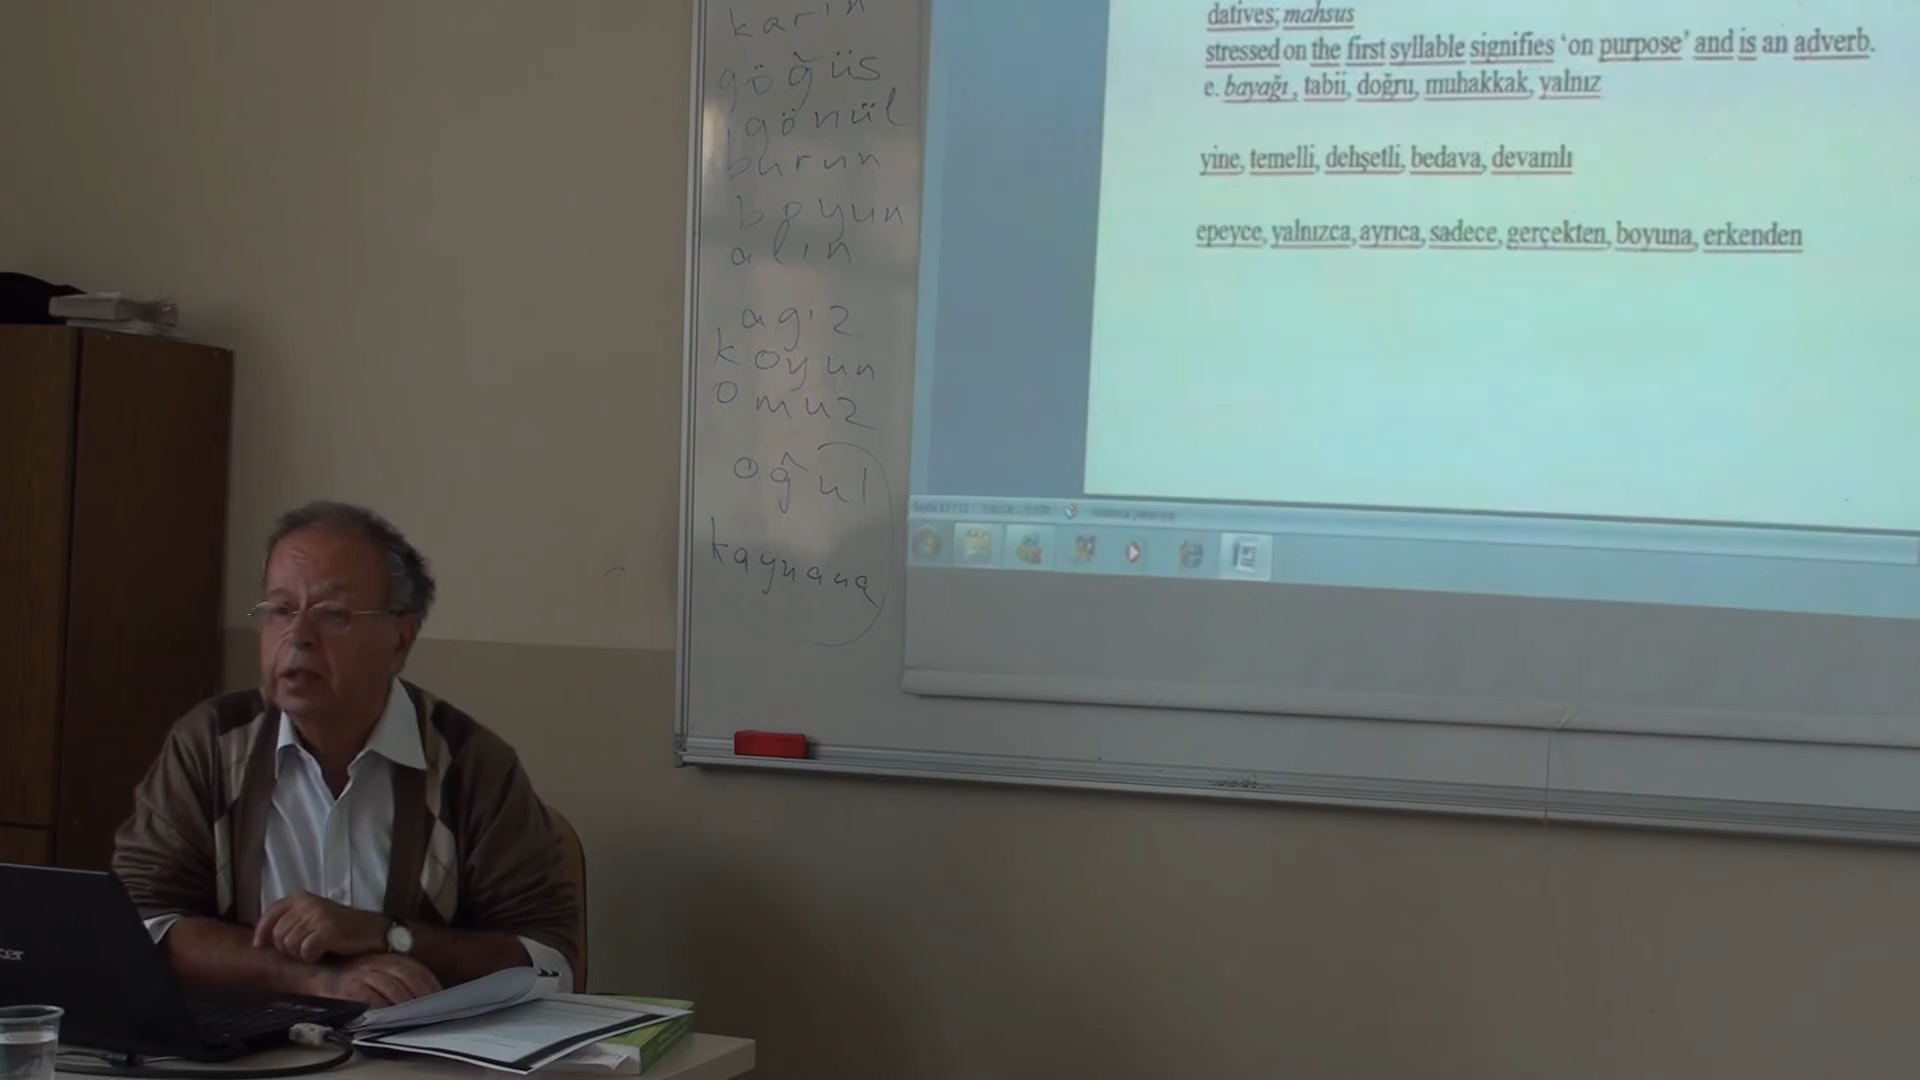 karın
göğüs
gönül
burun
boyun
alın
agız
koyun
omuz
oğul
kaynana
datives; mahsus
stressed on the first syllable signifies ‘on purpose’ and is an adverb.
e. bayağı, tabii, doğru, muhakkak, yalnız
yine, temelli, dehşetli, bedava, devamlı
epeyce, yalnızca, ayrıca, sadece, gerçekten, boyuna, erkenden